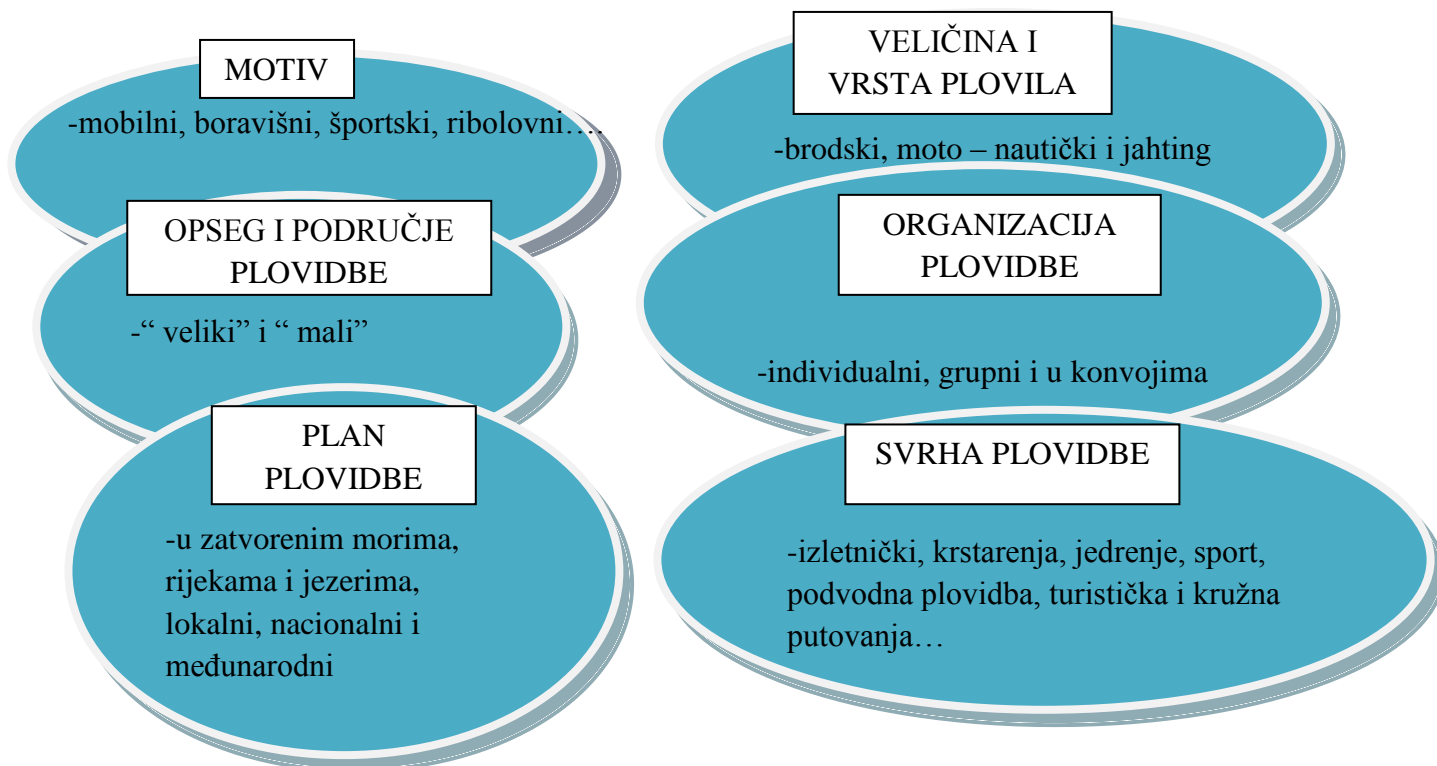 MOTIV
-mobilni, boravišni, športski, ribolovni….
OPSEG I PODRUČJE
PLOVIDBE
-“ veliki” i “ mali”
PLAN
PLOVIDBE
-u zatvorenim morima,
rijekama i jezerima,
lokalni, nacionalni i
međunarodni
VELIČINA I
VRSTA PLOVILA
-brodski, moto – nautički i jahting
ORGANIZACIJA
PLOVIDBE
-individualni, grupni i u konvojima
SVRHA PLOVIDBE
-izletnički, krstarenja, jedrenje, sport,
podvodna plovidba, turistička i kružna
putovanja…